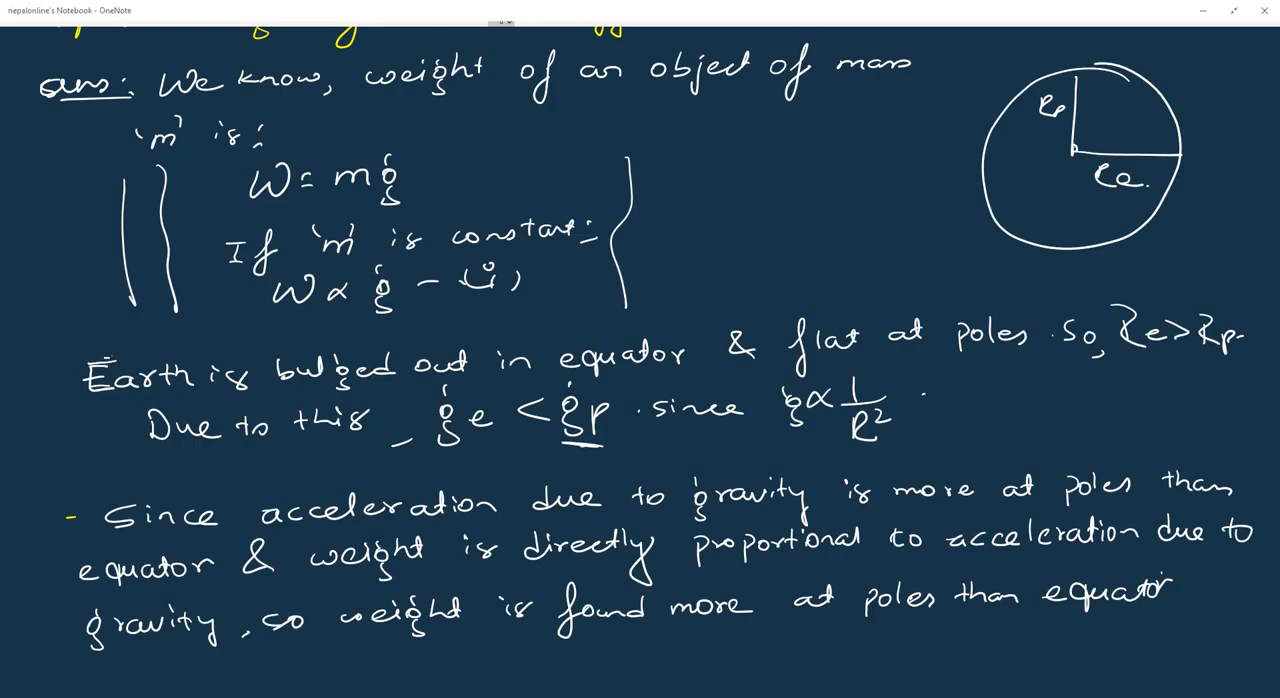 nepalonline's Notebook - OneNote
ans: We know, weight of an object of mass
'm' is:
W = mg
If 'm' is constant:
W ∝ g - (i)
Rp
Re.
Earth is bulged out in equator & flat at poles. So, Re > Rp.
Due to this, ge < gp. since g ∝ 1/R²
- Since acceleration due to gravity is more at poles than
equator & weight is directly proportional to acceleration due to
gravity, so weight is found more at poles than equator